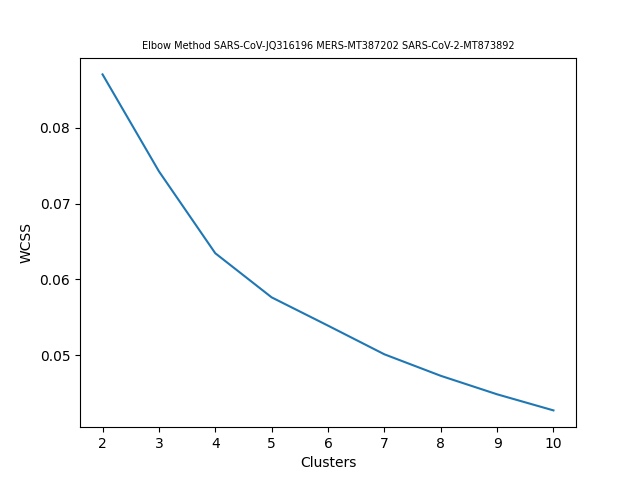 Elbow Method SARS-CoV-JQ316196 MERS-MT387202 SARS-CoV-2-MT873892
0.08
0.07
0.06
0.05
WCSS
2 3 4 5 6 7 8 9 10
Clusters